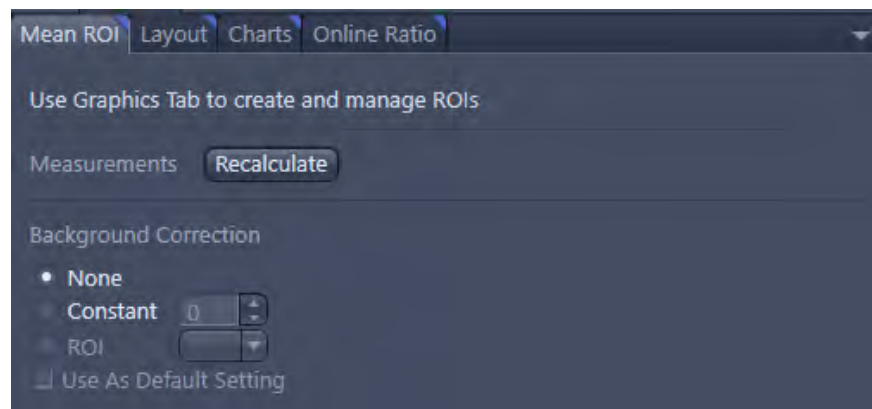 Mean ROI Layout Charts Online Ratio
Use Graphics Tab to create and manage ROIs
Measurements Recalculate
Background Correction
None
Constant 0
ROI
Use As Default Setting